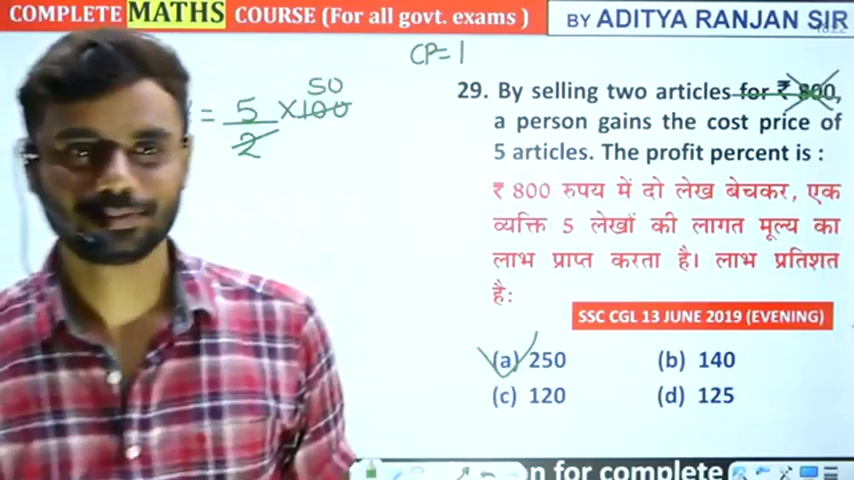 COMPLETE MATHS COURSE (For all govt. exams )
BY ADITYA RANJAN SIR
CP=1
= 5/2 ×100
50
29. By selling two articles for ₹ 800,
a person gains the cost price of
5 articles. The profit percent is :
₹ 800 रुपय में दो लेख बेचकर, एक
व्यक्ति 5 लेखों की लागत मूल्य का
लाभ प्राप्त करता है। लाभ प्रतिशत
है:
SSC CGL 13 JUNE 2019 (EVENING)
(a) 250 (b) 140
(c) 120 (d) 125
on for complete